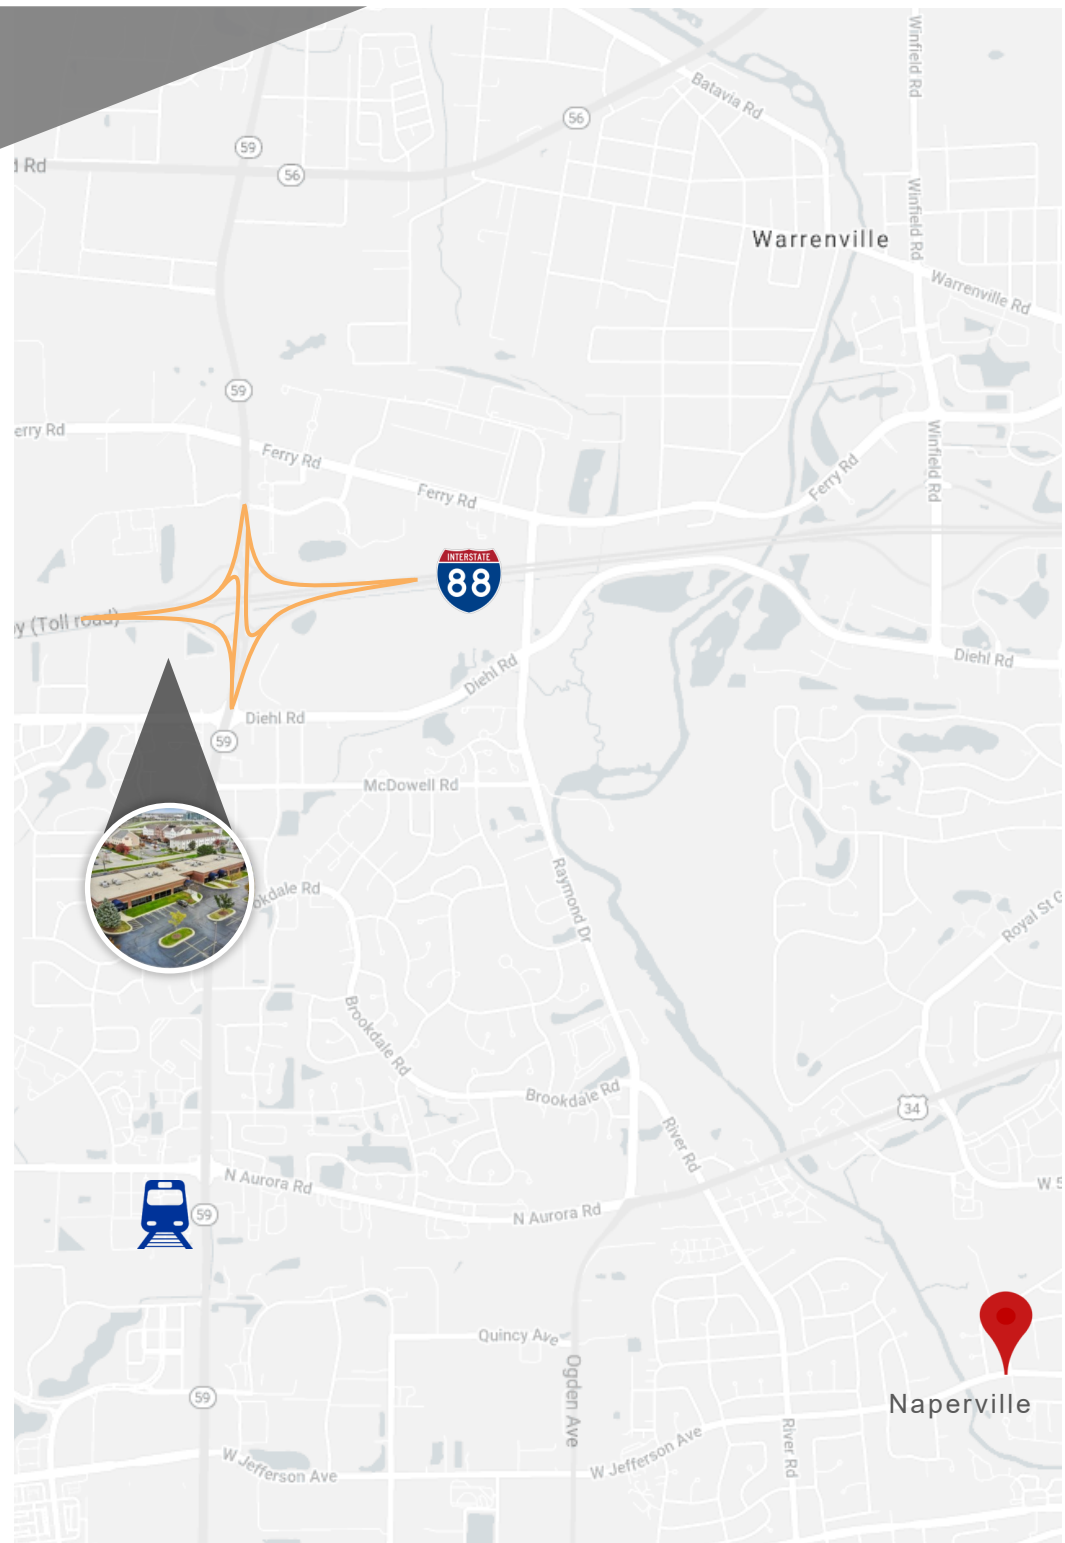 Winfield Rd
Batavia Rd
56
59
56
d Rd
Winfield Rd
Warrenville
Warrenville Rd
59
erry Rd
Ferry Rd
Winfield Rd
Ferry Rd
Ferry Rd
INTERSTATE
88
y (Toll road)
Diehl Rd
Diehl Rd
Diehl Rd
59
McDowell Rd
Raymond Dr
okdale Rd
Royal St G
Brookdale Rd
Brookdale Rd
34
River Rd
N Aurora Rd
W 5
59
N Aurora Rd
Quincy Ave
Ogden Ave
59
Naperville
River Rd
W Jefferson Ave
W Jefferson Ave